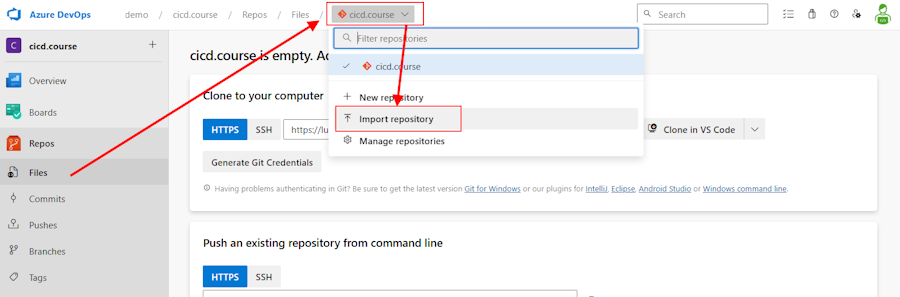 Azure DevOps demo / cicd.course / Repos / Files / cicd.course Search
C cicd.course +
Overview
Boards
Repos
Files
Commits
Pushes
Branches
Tags
cicd.course is empty. Ad
Filter repositories
cicd.course
New repository
Import repository
Manage repositories
Clone to your computer
HTTPS SSH https://lu Clone in VS Code
Generate Git Credentials
Having problems authenticating in Git? Be sure to get the latest version Git for Windows or our plugins for IntelliJ, Eclipse, Android Studio or Windows command line.
Push an existing repository from command line
HTTPS SSH